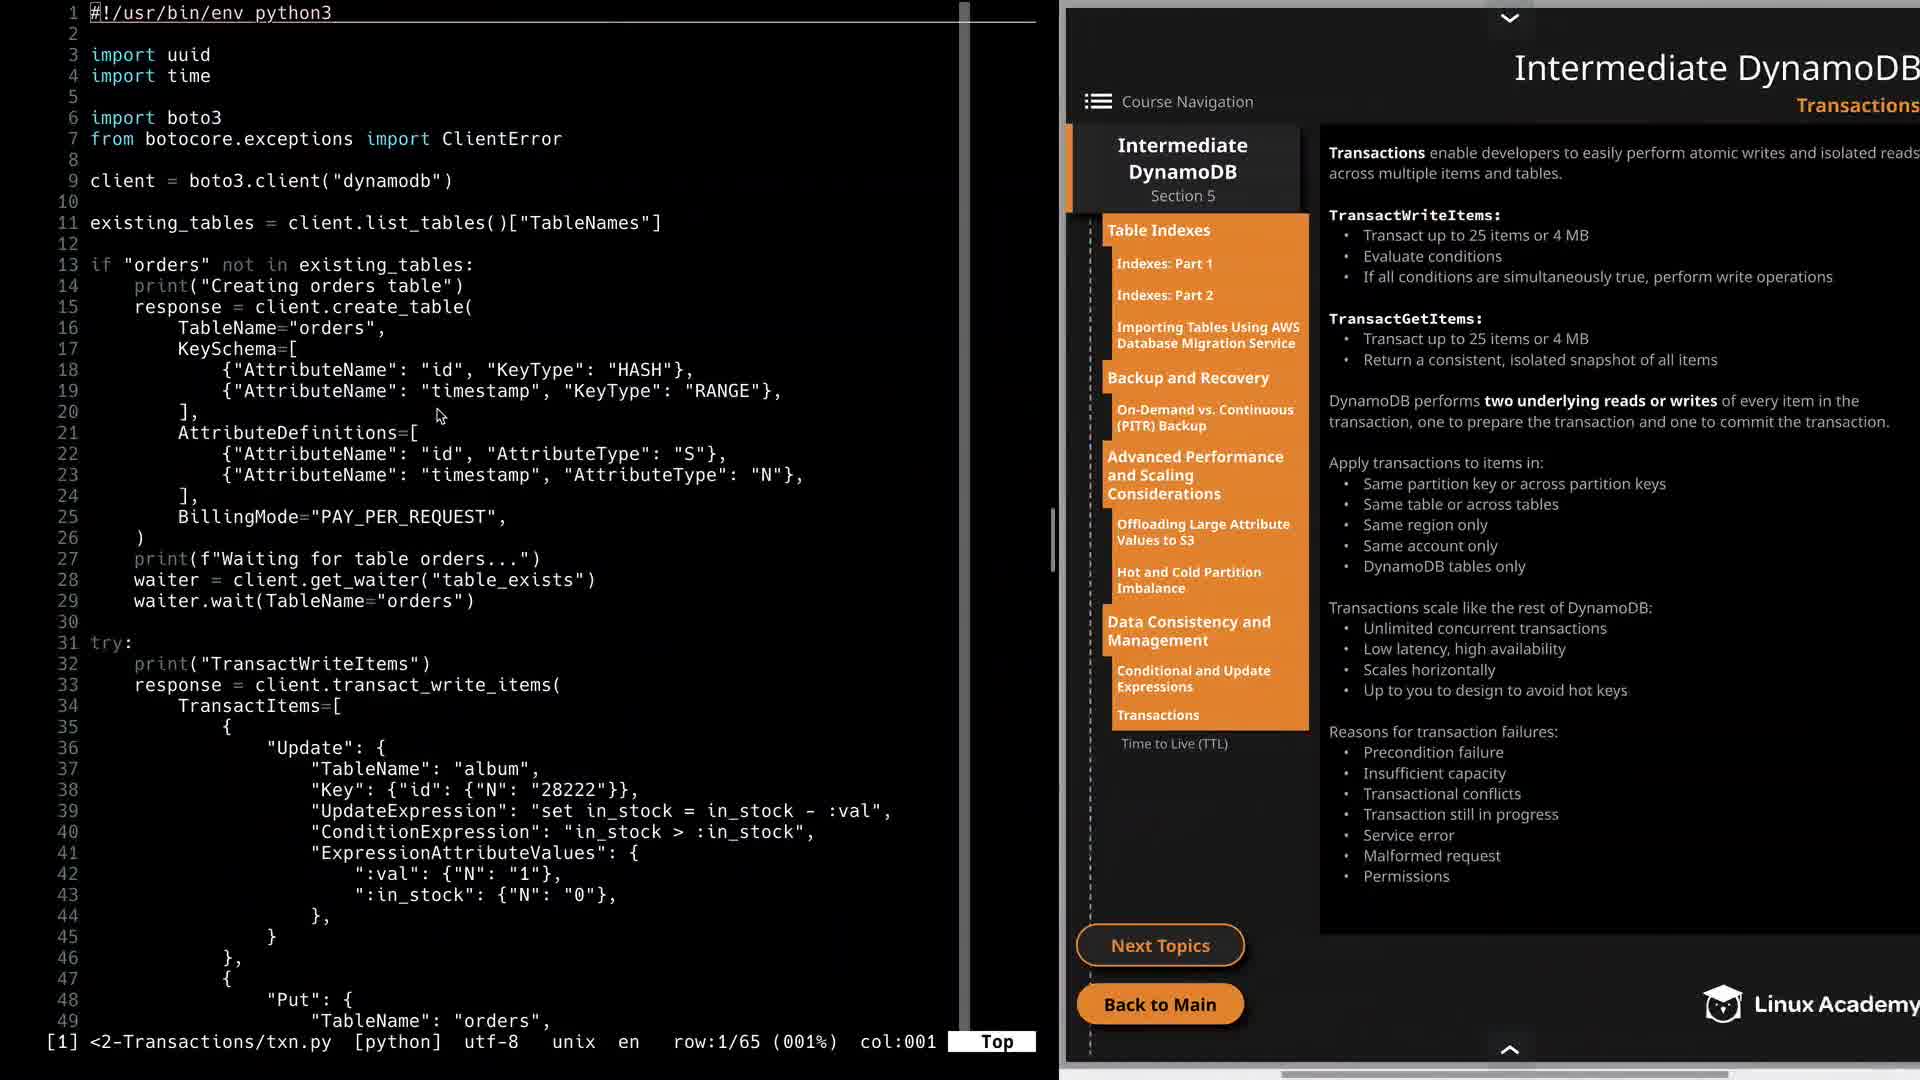 1 #!/usr/bin/env python3
2
3 import uuid
4 import time
5
6 import boto3
7 from botocore.exceptions import ClientError
8
9 client = boto3.client("dynamodb")
10
11 existing_tables = client.list_tables()["TableNames"]
12
13 if "orders" not in existing_tables:
14     print("Creating orders table")
15     response = client.create_table(
16         TableName="orders",
17         KeySchema=[
18             {"AttributeName": "id", "KeyType": "HASH"},
19             {"AttributeName": "timestamp", "KeyType": "RANGE"},
20         ],
21         AttributeDefinitions=[
22             {"AttributeName": "id", "AttributeType": "S"},
23             {"AttributeName": "timestamp", "AttributeType": "N"},
24         ],
25         BillingMode="PAY_PER_REQUEST",
26     )
27     print(f"Waiting for table orders...")
28     waiter = client.get_waiter("table_exists")
29     waiter.wait(TableName="orders")
30
31 try:
32     print("TransactWriteItems")
33     response = client.transact_write_items(
34         TransactItems=[
35             {
36                 "Update": {
37                     "TableName": "album",
38                     "Key": {"id": {"N": "28222"}},
39                     "UpdateExpression": "set in_stock = in_stock - :val",
40                     "ConditionExpression": "in_stock > :in_stock",
41                     "ExpressionAttributeValues": {
42                         ":val": {"N": "1"},
43                         ":in_stock": {"N": "0"},
44                     },
45                 }
46             },
47             {
48                 "Put": {
49                     "TableName": "orders",
[1] <2-Transactions/txn.py [python] utf-8 unix en row:1/65 (001%) col:001 Top
Intermediate DynamoDB
Transactions
Course Navigation
Intermediate
DynamoDB
Section 5
Table Indexes
Indexes: Part 1
Indexes: Part 2
Importing Tables Using AWS
Database Migration Service
Backup and Recovery
On-Demand vs. Continuous
(PITR) Backup
Advanced Performance
and Scaling
Considerations
Offloading Large Attribute
Values to S3
Hot and Cold Partition
Imbalance
Data Consistency and
Management
Conditional and Update
Expressions
Transactions
Time to Live (TTL)
Next Topics
Back to Main
Transactions enable developers to easily perform atomic writes and isolated reads
across multiple items and tables.
TransactWriteItems:
• Transact up to 25 items or 4 MB
• Evaluate conditions
• If all conditions are simultaneously true, perform write operations
TransactGetItems:
• Transact up to 25 items or 4 MB
• Return a consistent, isolated snapshot of all items
DynamoDB performs two underlying reads or writes of every item in the
transaction, one to prepare the transaction and one to commit the transaction.
Apply transactions to items in:
• Same partition key or across partition keys
• Same table or across tables
• Same region only
• Same account only
• DynamoDB tables only
Transactions scale like the rest of DynamoDB:
• Unlimited concurrent transactions
• Low latency, high availability
• Scales horizontally
• Up to you to design to avoid hot keys
Reasons for transaction failures:
• Precondition failure
• Insufficient capacity
• Transactional conflicts
• Transaction still in progress
• Service error
• Malformed request
• Permissions
Linux Academy